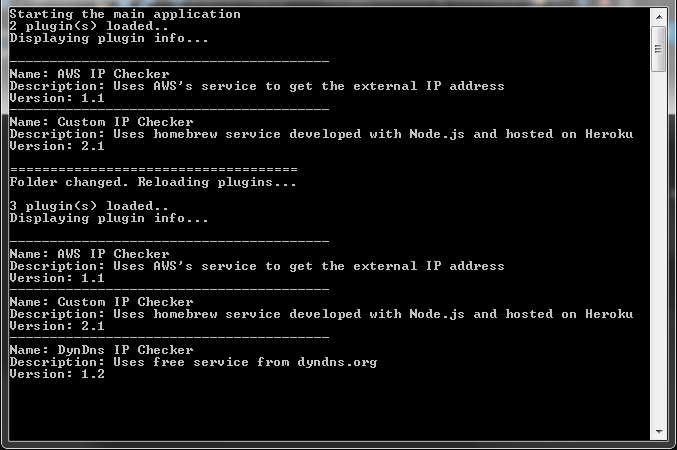 Starting the main application
2 plugin(s) loaded..
Displaying plugin info...
----------------------------------------
Name: AWS IP Checker
Description: Uses AWS's service to get the external IP address
Version: 1.1
----------------------------------------
Name: Custom IP Checker
Description: Uses homebrew service developed with Node.js and hosted on Heroku
Version: 2.1
====================================
Folder changed. Reloading plugins...
3 plugin(s) loaded..
Displaying plugin info...
----------------------------------------
Name: AWS IP Checker
Description: Uses AWS's service to get the external IP address
Version: 1.1
----------------------------------------
Name: Custom IP Checker
Description: Uses homebrew service developed with Node.js and hosted on Heroku
Version: 2.1
----------------------------------------
Name: DynDns IP Checker
Description: Uses free service from dyndns.org
Version: 1.2